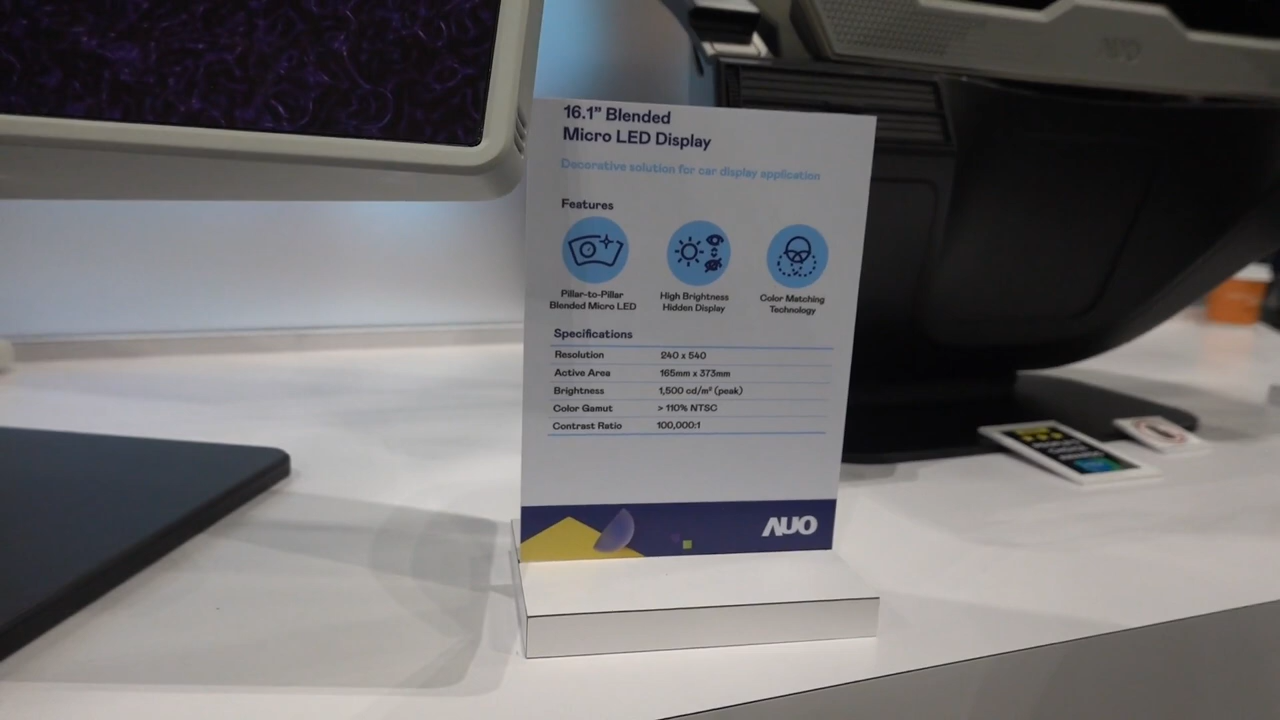 16.1” Blended
Micro LED Display
Decorative solution for car display application
Features
Pillar-to-Pillar
Blended Micro LED
High Brightness
Hidden Display
Color Matching
Technology
Specifications
Resolution 240 x 540
Active Area 165mm x 373mm
Brightness 1,500 cd/m² (peak)
Color Gamut > 110% NTSC
Contrast Ratio 100,000:1
AUO
AUO